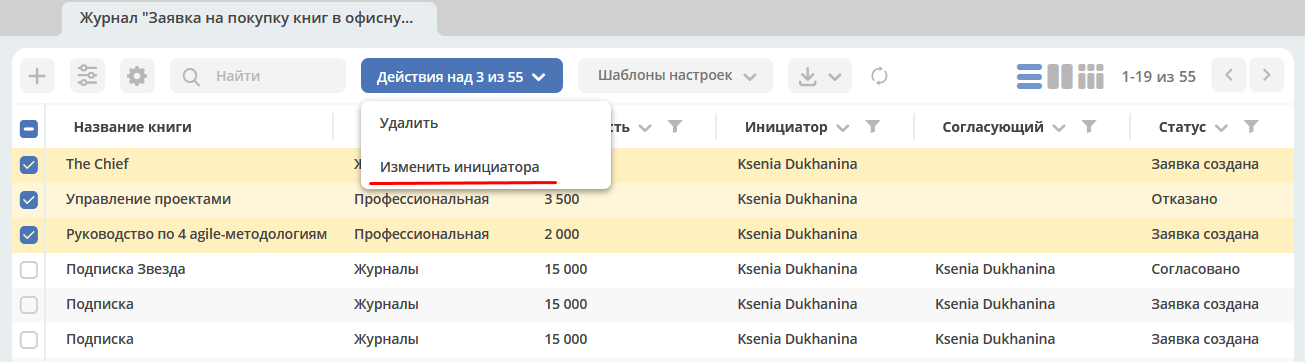 Журнал "Заявка на покупку книг в офисну...
Найти Действия над 3 из 55 Шаблоны настроек 1-19 из 55
Удалить
Изменить инициатора
Название книги сть Инициатор Согласующий Статус
The Chief Ksenia Dukhanina Заявка создана
Управление проектами Профессиональная 3 500 Ksenia Dukhanina Отказано
Руководство по 4 agile-методологиям Профессиональная 2 000 Ksenia Dukhanina Заявка создана
Подписка Звезда Журналы 15 000 Ksenia Dukhanina Ksenia Dukhanina Согласовано
Подписка Журналы 15 000 Ksenia Dukhanina Ksenia Dukhanina Заявка создана
Подписка Журналы 15 000 Ksenia Dukhanina Ksenia Dukhanina Заявка создана